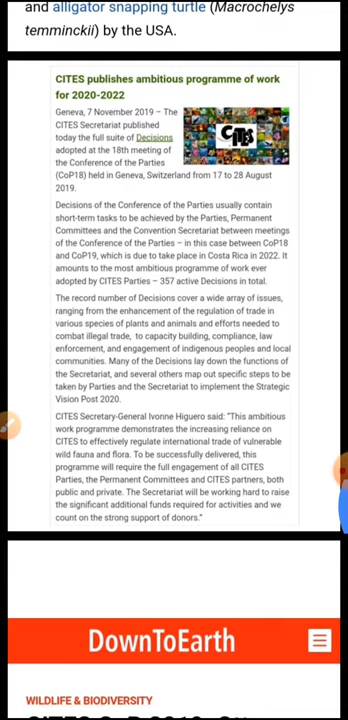 and alligator snapping turtle (Macrochelys
temminckii) by the USA.
CITES publishes ambitious programme of work
for 2020-2022
Geneva, 7 November 2019 – The
CITES Secretariat published
today the full suite of Decisions
adopted at the 18th meeting of
the Conference of the Parties
(CoP18) held in Geneva, Switzerland from 17 to 28 August
2019.
CITES
Decisions of the Conference of the Parties usually contain
short-term tasks to be achieved by the Parties, Permanent
Committees and the Convention Secretariat between meetings
of the Conference of the Parties – in this case between CoP18
and CoP19, which is due to take place in Costa Rica in 2022. It
amounts to the most ambitious programme of work ever
adopted by CITES Parties – 357 active Decisions in total.
The record number of Decisions cover a wide array of issues,
ranging from the enhancement of the regulation of trade in
various species of plants and animals and efforts needed to
combat illegal trade, to capacity building, compliance, law
enforcement, and engagement of indigenous peoples and local
communities. Many of the Decisions lay down the functions of
the Secretariat, and several others map out specific steps to be
taken by Parties and the Secretariat to implement the Strategic
Vision Post 2020.
CITES Secretary-General Ivonne Higuero said: "This ambitious
work programme demonstrates the increasing reliance on
CITES to effectively regulate international trade of vulnerable
wild fauna and flora. To be successfully delivered, this
programme will require the full engagement of all CITES
Parties, the Permanent Committees and CITES partners, both
public and private. The Secretariat will be working hard to raise
the significant additional funds required for activities and we
count on the strong support of donors."
DownToEarth
WILDLIFE & BIODIVERSITY